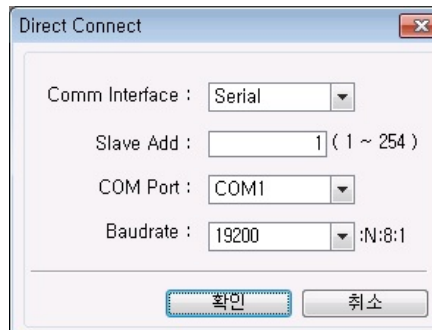 Direct Connect
Comm Interface : Serial
Slave Add : 1 ( 1 ~ 254 )
COM Port : COM1
Baudrate : 19200 :N:8:1
확인 취소